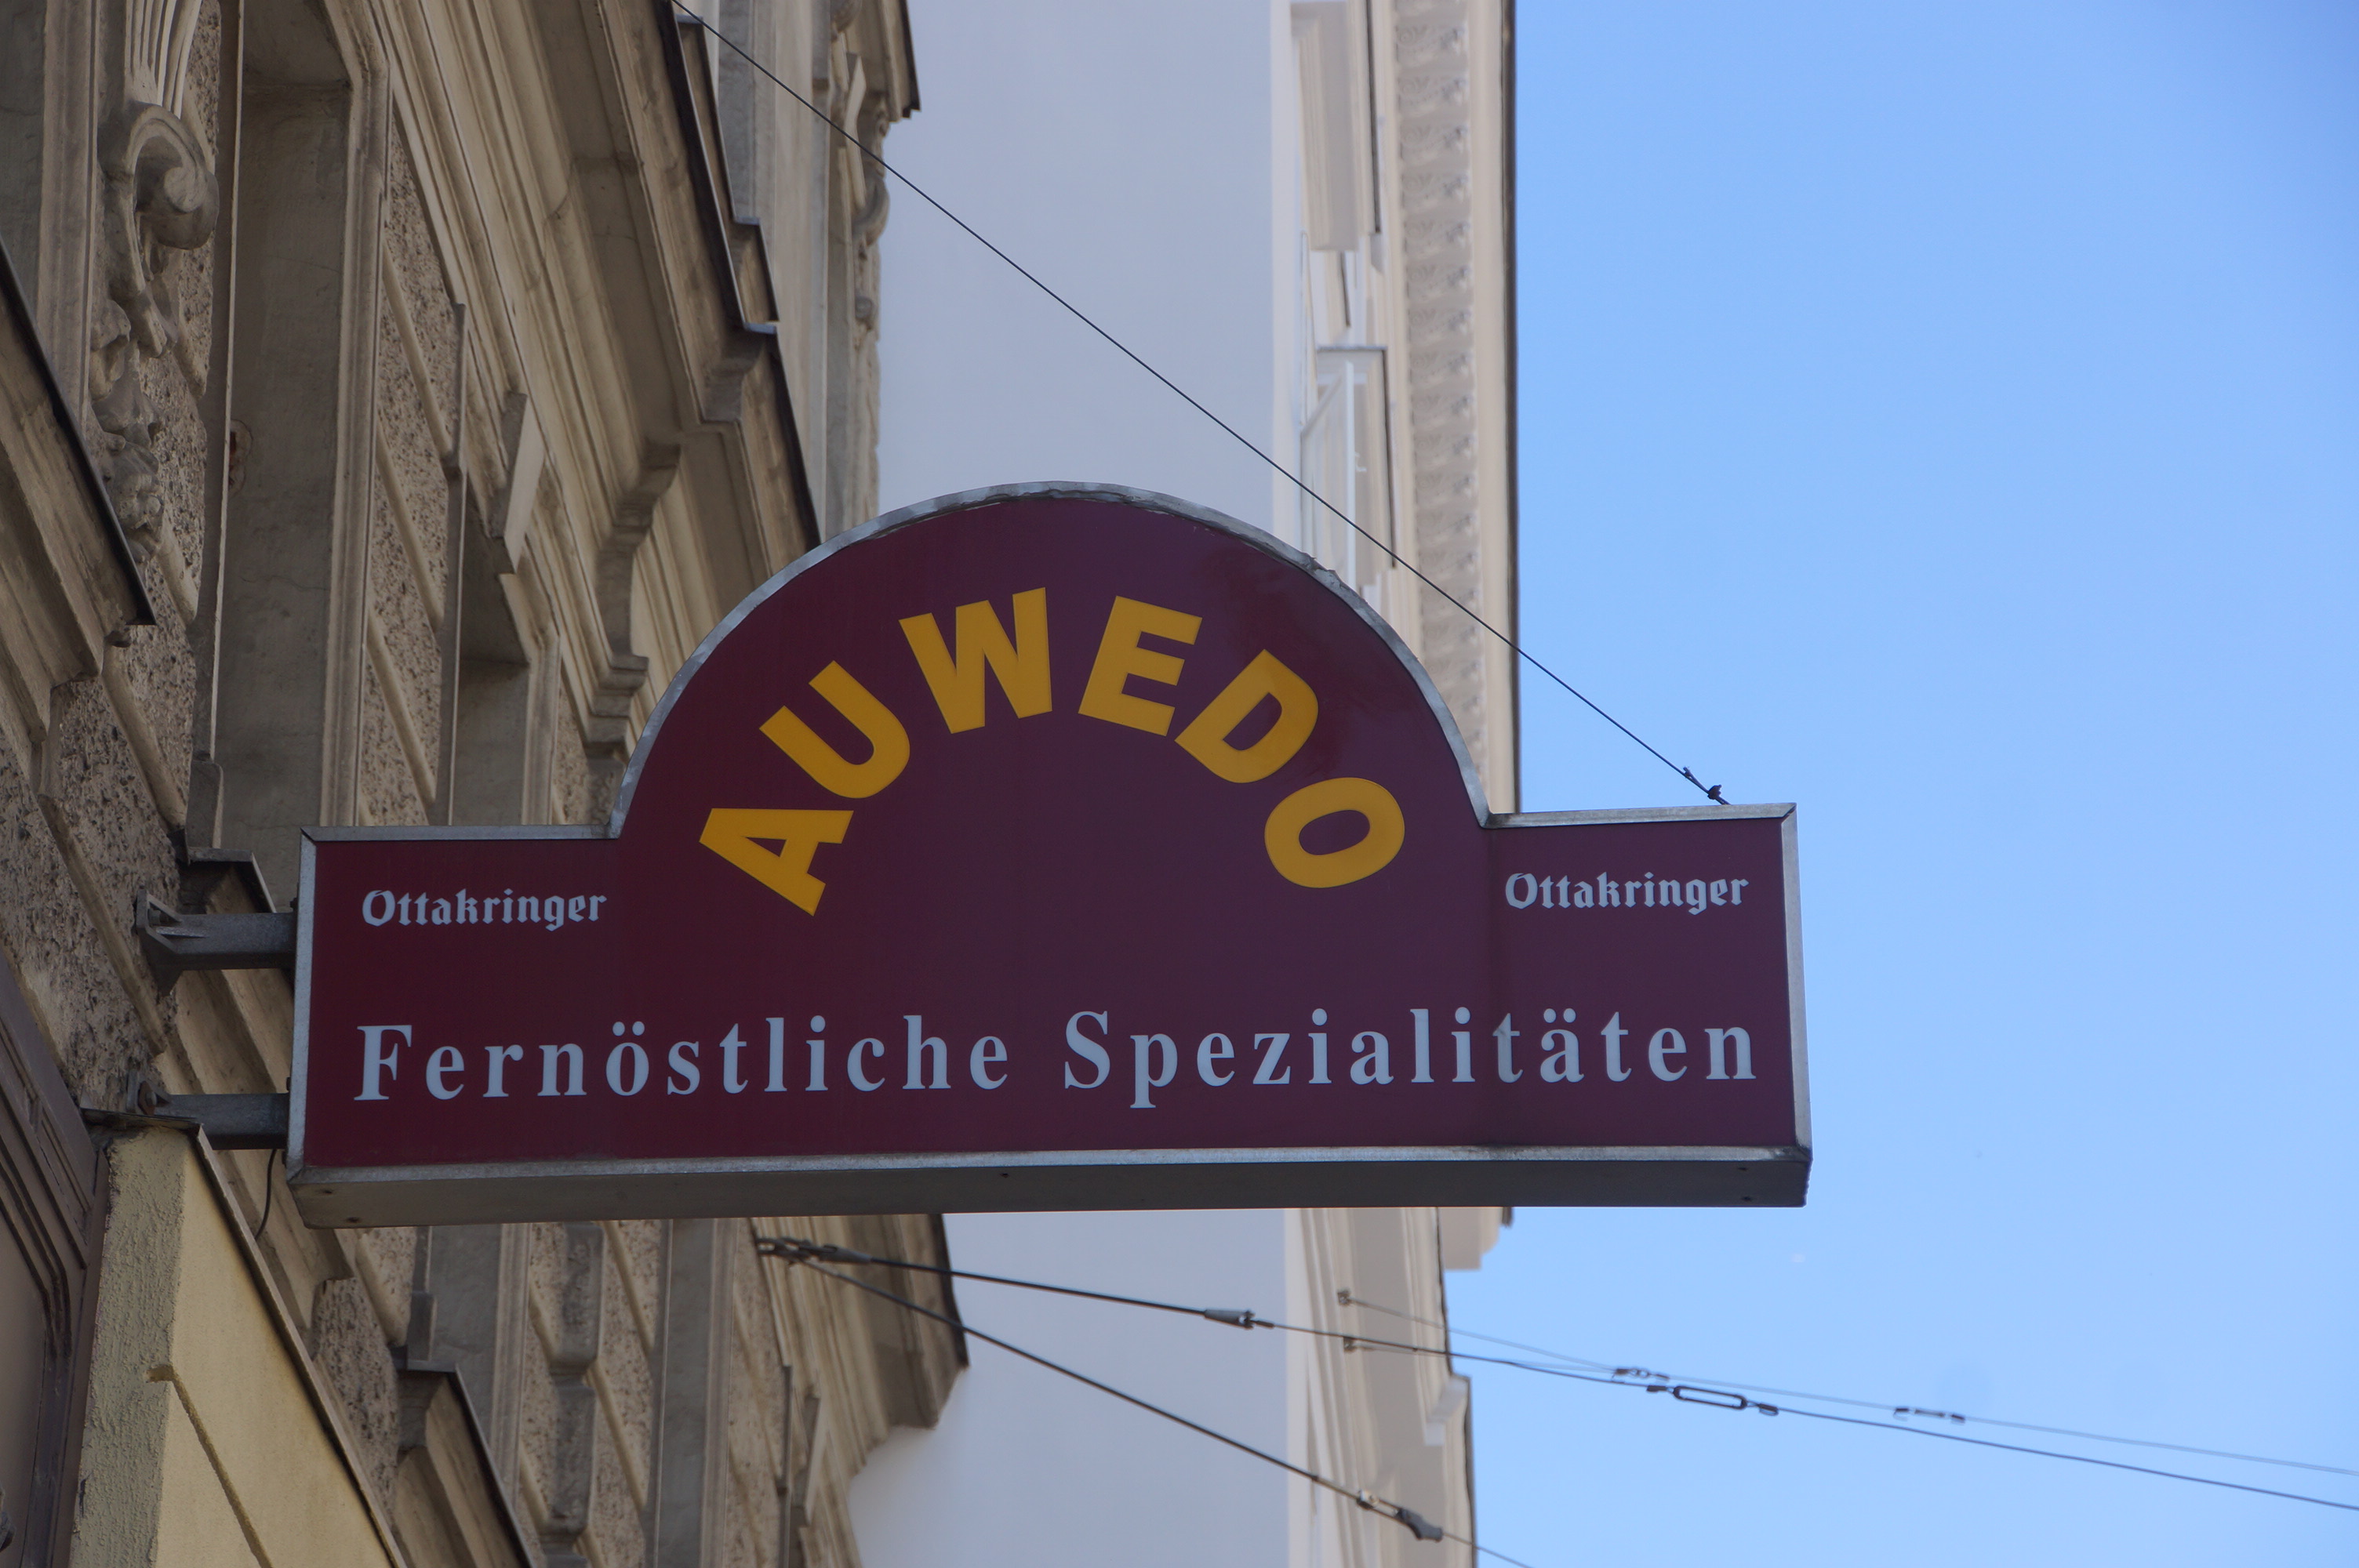 AUWEDO
Ottakringer Ottakringer
Fernöstliche Spezialitäten